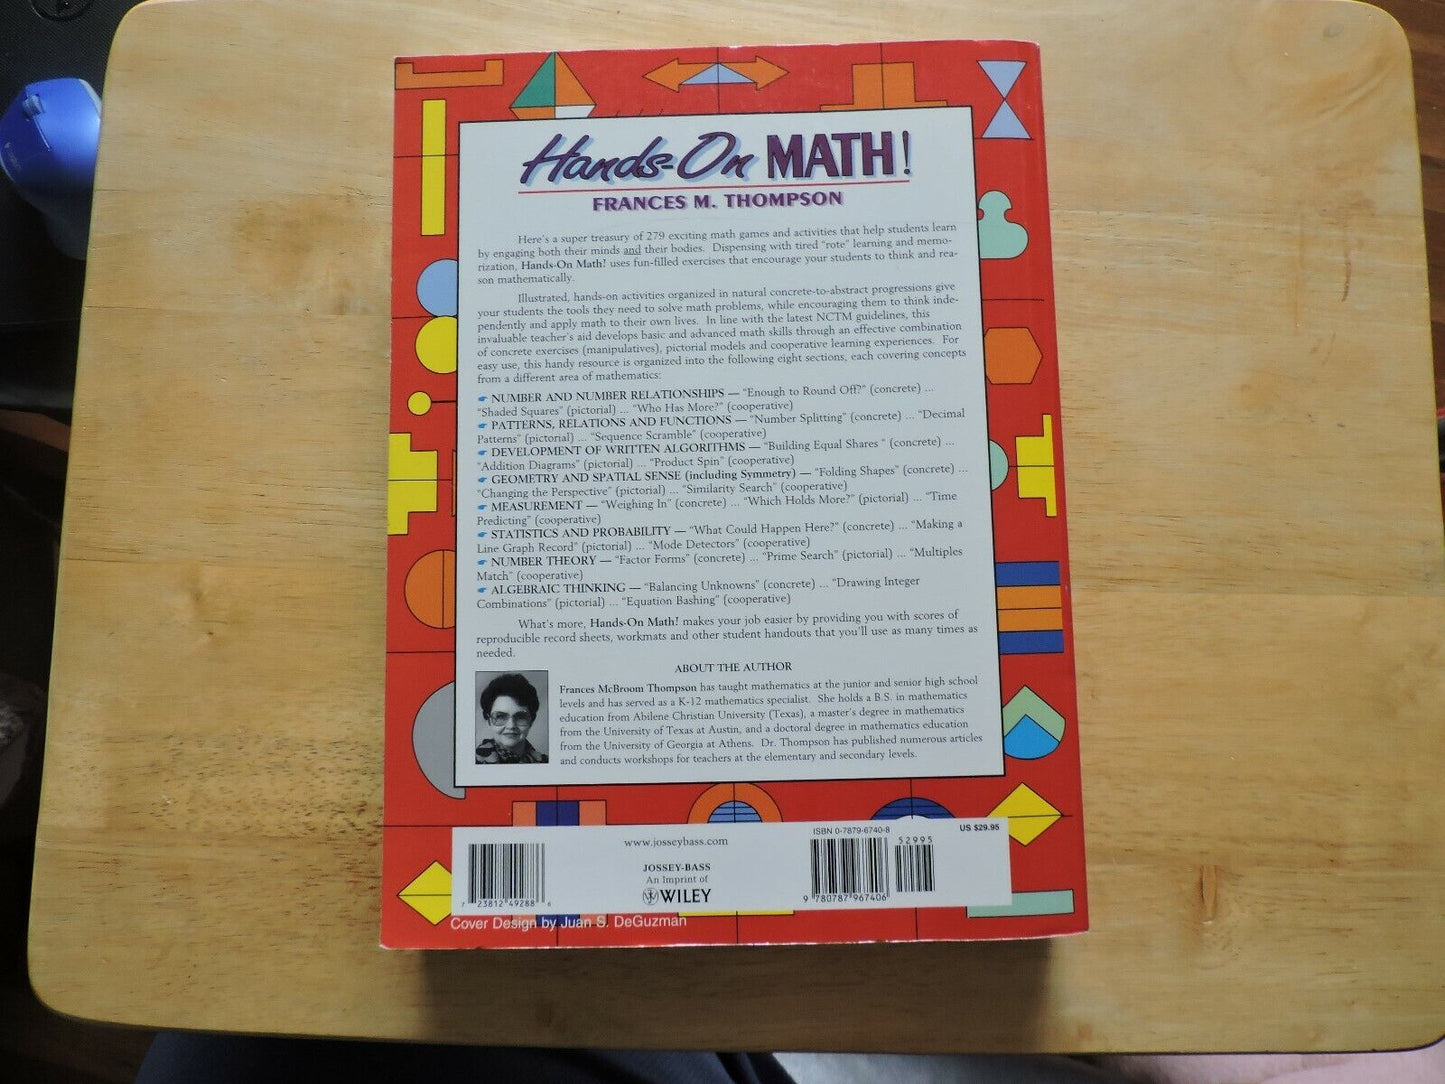 Hands-On MATH!
FRANCES M. THOMPSON
Here's a super treasury of 279 exciting math games and activities that help students learn
by engaging both their minds and their bodies. Dispensing with tired "rote" learning and memo-
rization, Hands-On Math! uses fun-filled exercises that encourage your students to think and rea-
son mathematically.
Illustrated, hands-on activities organized in natural concrete-to-abstract progressions give
your students the tools they need to solve math problems, while encouraging them to think inde-
pendently and apply math to their own lives. In line with the latest NCTM guidelines, this
invaluable teacher's aid develops basic and advanced math skills through an effective combination
of concrete exercises (manipulatives), pictorial models and cooperative learning experiences. For
easy use, this handy resource is organized into the following eight sections, each covering concepts
from a different area of mathematics:
NUMBER AND NUMBER RELATIONSHIPS — "Enough to Round Off?" (concrete) ...
"Shaded Squares" (pictorial) ... "Who Has More?" (cooperative)
PATTERNS, RELATIONS AND FUNCTIONS — "Number Splitting" (concrete) ... "Decimal
Patterns" (pictorial) ... "Sequence Scramble" (cooperative)
DEVELOPMENT OF WRITTEN ALGORITHMS — "Building Equal Shares " (concrete) ...
"Addition Diagrams" (pictorial) ... "Product Spin" (cooperative)
GEOMETRY AND SPATIAL SENSE (including Symmetry) — "Folding Shapes" (concrete) ...
"Changing the Perspective" (pictorial) ... "Similarity Search" (cooperative)
MEASUREMENT — "Weighing In" (concrete) ... "Which Holds More?" (pictorial) ... "Time
Predicting" (cooperative)
STATISTICS AND PROBABILITY — "What Could Happen Here?" (concrete) ... "Making a
Line Graph Record" (pictorial) ... "Mode Detectors" (cooperative)
NUMBER THEORY — "Factor Forms" (concrete) ... "Prime Search" (pictorial) ... "Multiples
Match" (cooperative)
ALGEBRAIC THINKING — "Balancing Unknowns" (concrete) ... "Drawing Integer
Combinations" (pictorial) ... "Equation Bashing" (cooperative)
What's more, Hands-On Math! makes your job easier by providing you with scores of
reproducible record sheets, workmats and other student handouts that you'll use as many times as
needed.
ABOUT THE AUTHOR
Frances McBroom Thompson has taught mathematics at the junior and senior high school
levels and has served as a K-12 mathematics specialist. She holds a B.S. in mathematics
education from Abilene Christian University (Texas), a master's degree in mathematics
from the University of Texas at Austin, and a doctoral degree in mathematics education
from the University of Georgia at Athens. Dr. Thompson has published numerous articles
and conducts workshops for teachers at the elementary and secondary levels.
www.josseybass.com
JOSSEY-BASS
An Imprint of
WILEY
7 23812 49288 6
ISBN 0-7879-6740-8
US $29.95
52995
9 780787 967406
Cover Design by Juan S. DeGuzman